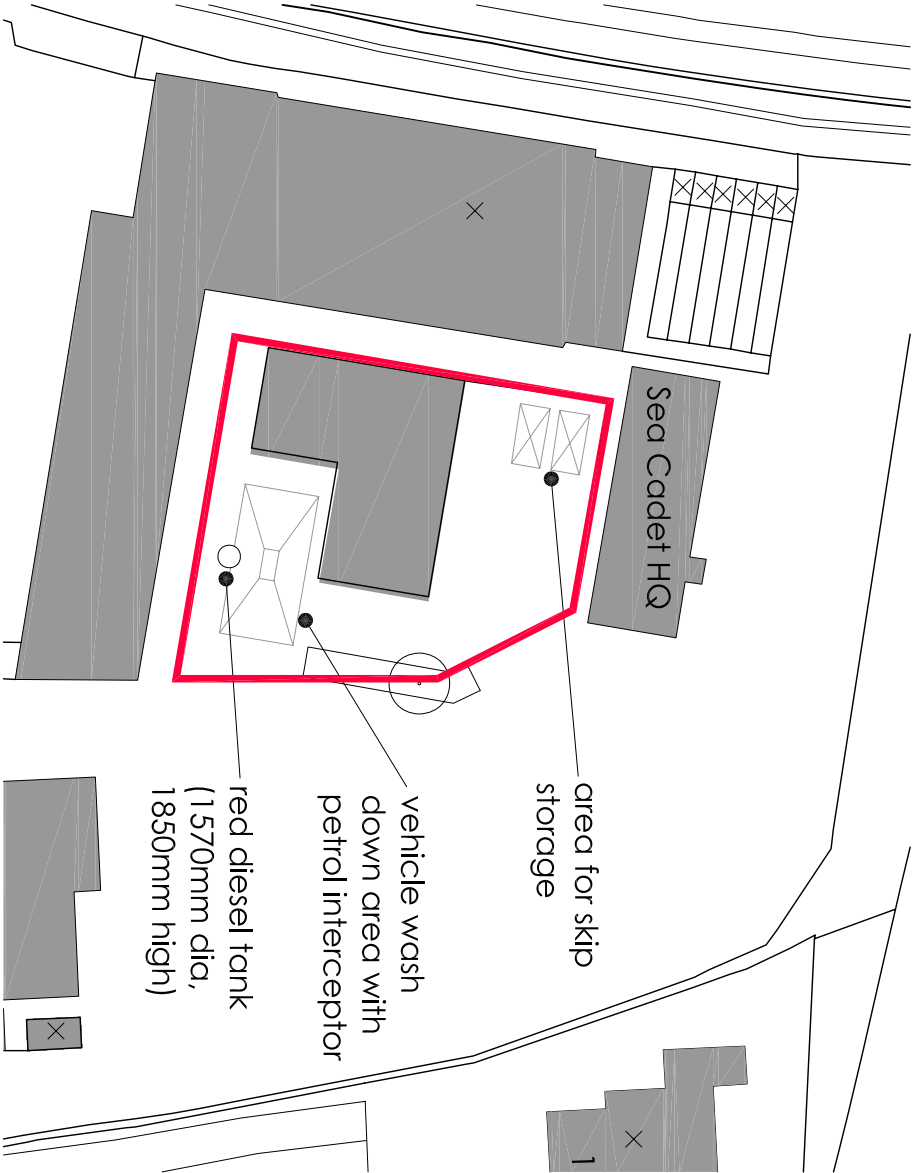 Sea Cadet HQ
area for skip
storage
vehicle wash
down area with
petrol interceptor
red diesel tank
(1570mm dia,
1850mm high)
1